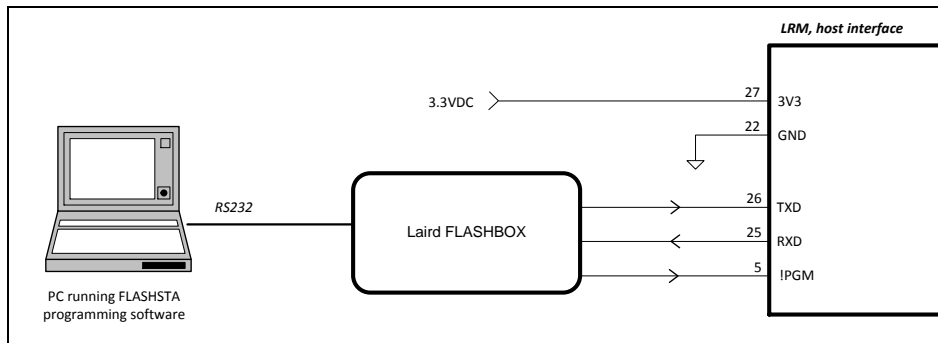 LRM, host interface
3.3VDC
27
3V3
22
GND
RS232
Laird FLASHBOX
26
TXD
25
RXD
5
!PGM
PC running FLASHSTA
programming software